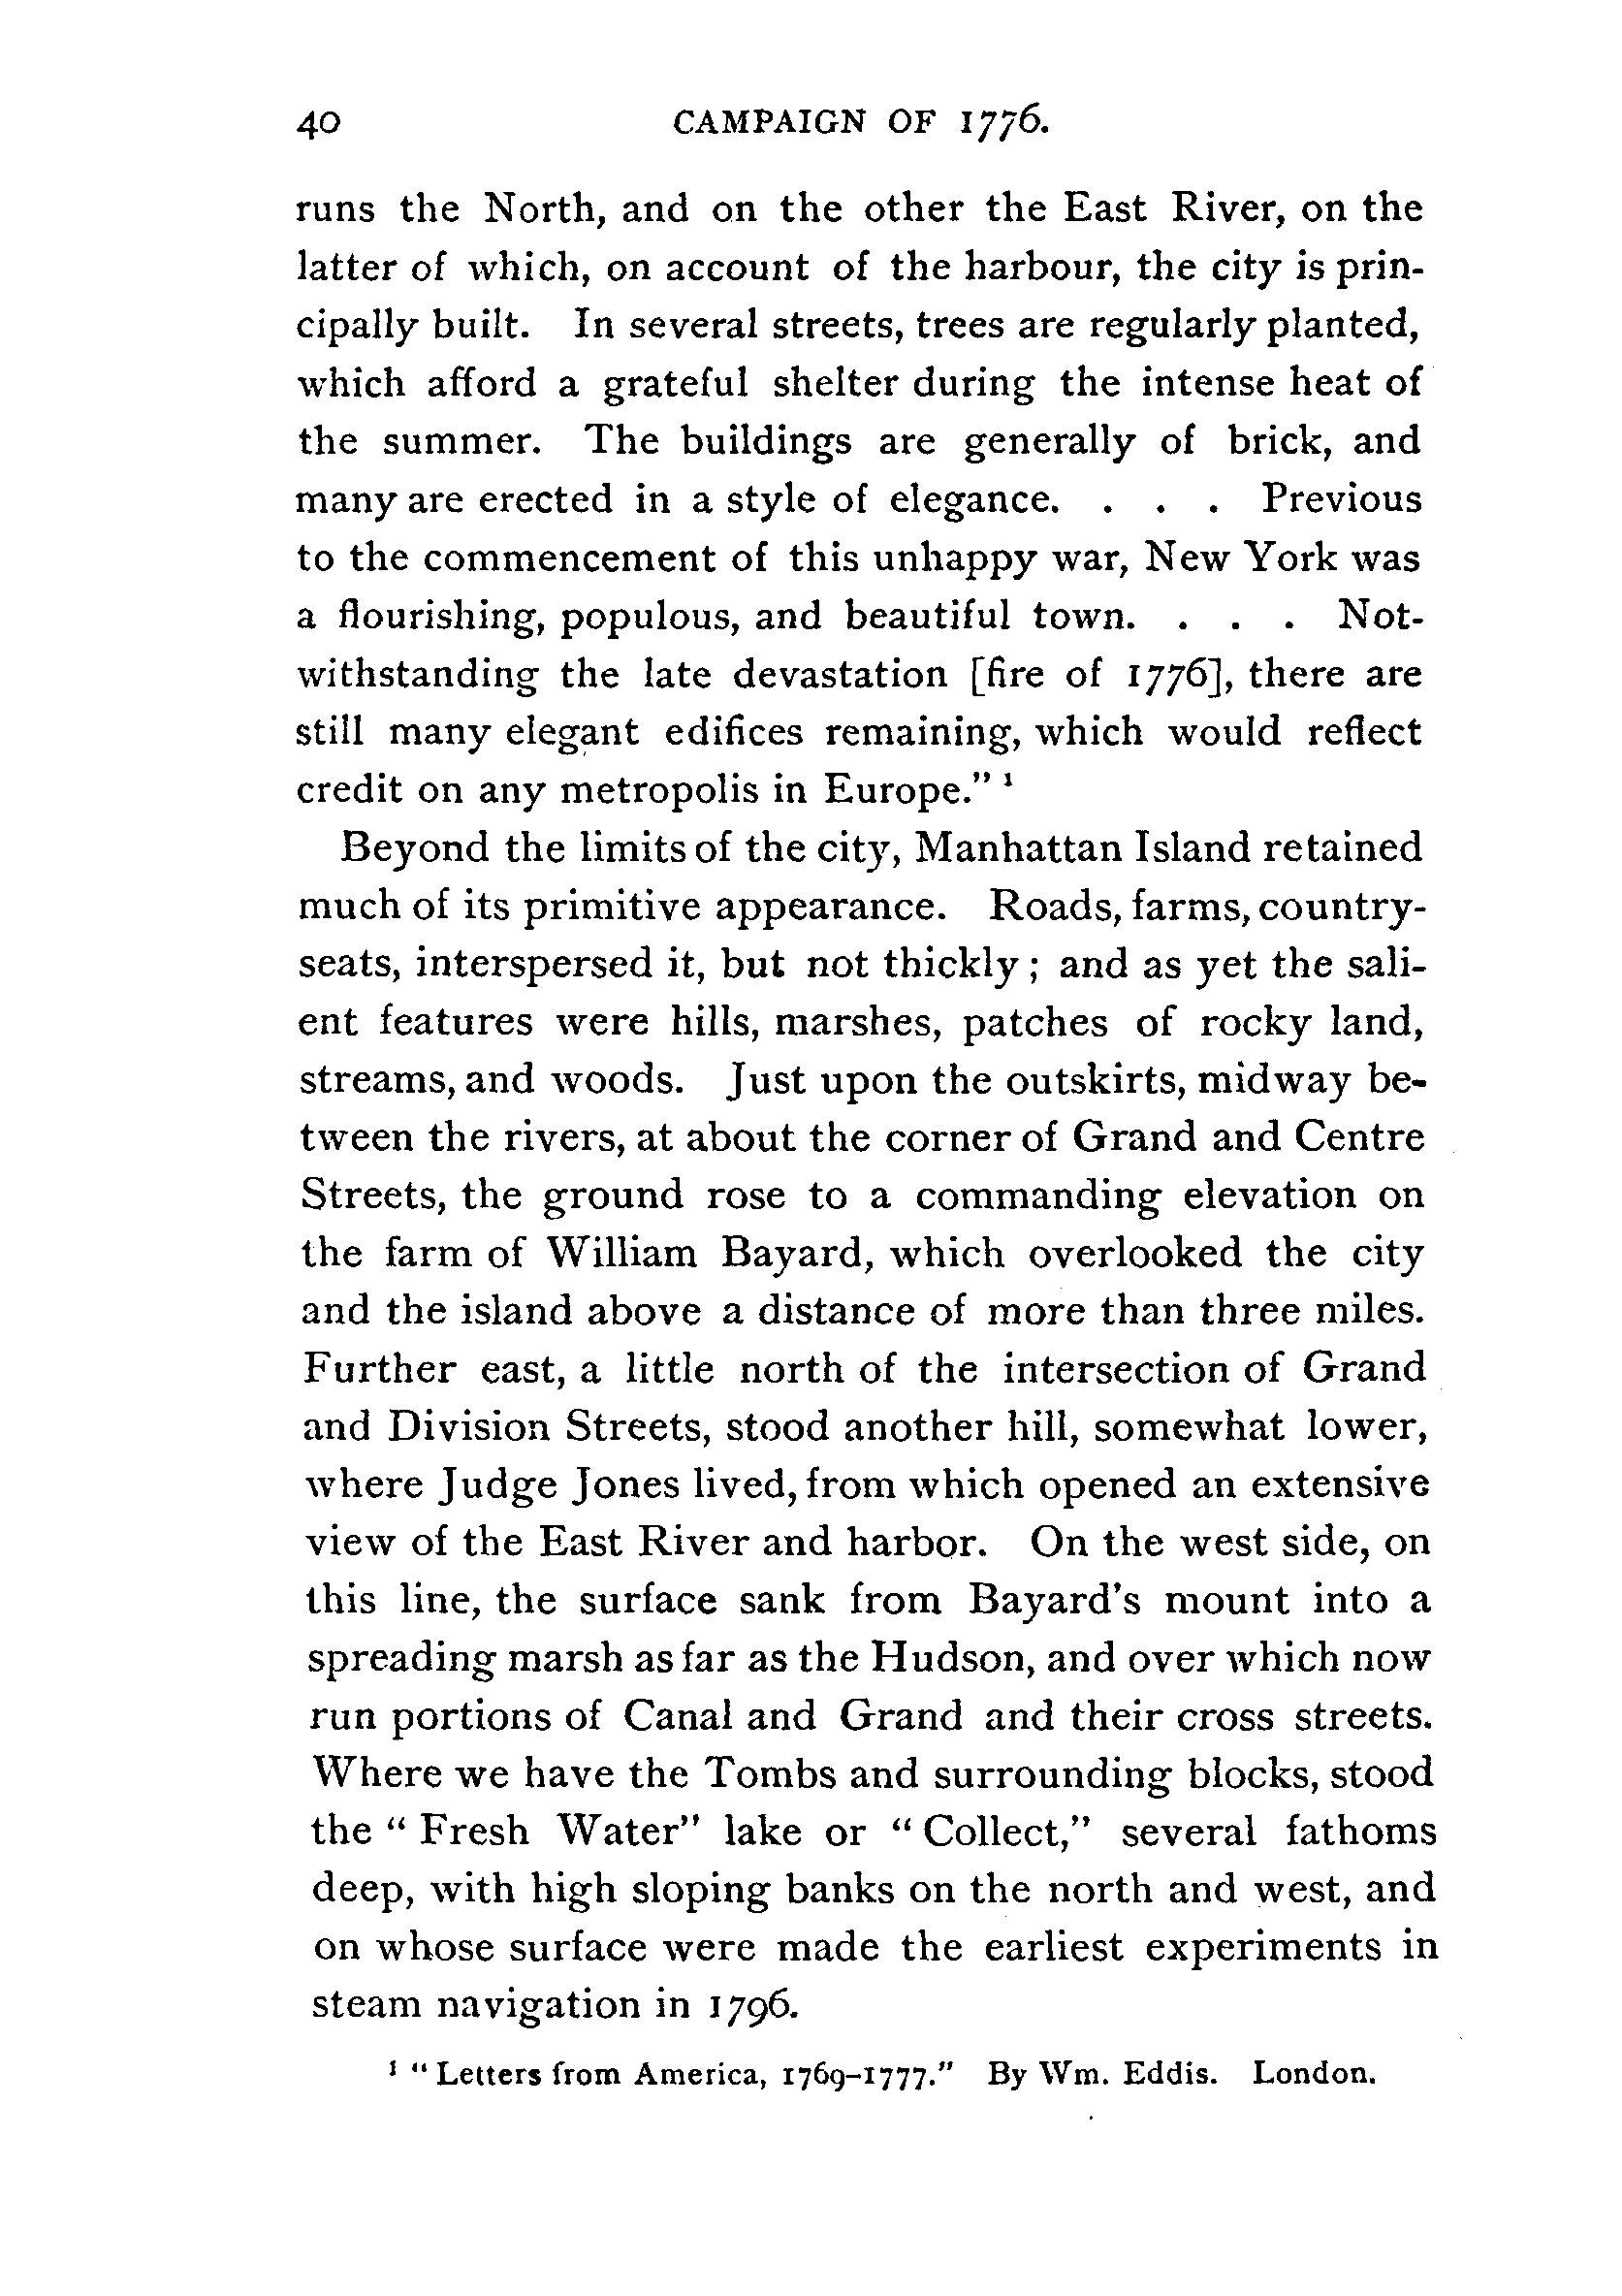 40 CAMPAIGN OF 1776.
runs the North, and on the other the East River, on the
latter of which, on account of the harbour, the city is prin-
cipally built. In several streets, trees are regularly planted,
which afford a grateful shelter during the intense heat of
the summer. The buildings are generally of brick, and
many are erected in a style of elegance. . . . Previous
to the commencement of this unhappy war, New York was
a flourishing, populous, and beautiful town. . . . Not-
withstanding the late devastation [fire of 1776], there are
still many elegant edifices remaining, which would reflect
credit on any metropolis in Europe." ¹
Beyond the limits of the city, Manhattan Island retained
much of its primitive appearance. Roads, farms, country-
seats, interspersed it, but not thickly; and as yet the sali-
ent features were hills, marshes, patches of rocky land,
streams, and woods. Just upon the outskirts, midway be-
tween the rivers, at about the corner of Grand and Centre
Streets, the ground rose to a commanding elevation on
the farm of William Bayard, which overlooked the city
and the island above a distance of more than three miles.
Further east, a little north of the intersection of Grand
and Division Streets, stood another hill, somewhat lower,
where Judge Jones lived, from which opened an extensive
view of the East River and harbor. On the west side, on
this line, the surface sank from Bayard's mount into a
spreading marsh as far as the Hudson, and over which now
run portions of Canal and Grand and their cross streets.
Where we have the Tombs and surrounding blocks, stood
the "Fresh Water" lake or "Collect," several fathoms
deep, with high sloping banks on the north and west, and
on whose surface were made the earliest experiments in
steam navigation in 1796.
¹ "Letters from America, 1769-1777." By Wm. Eddis. London.